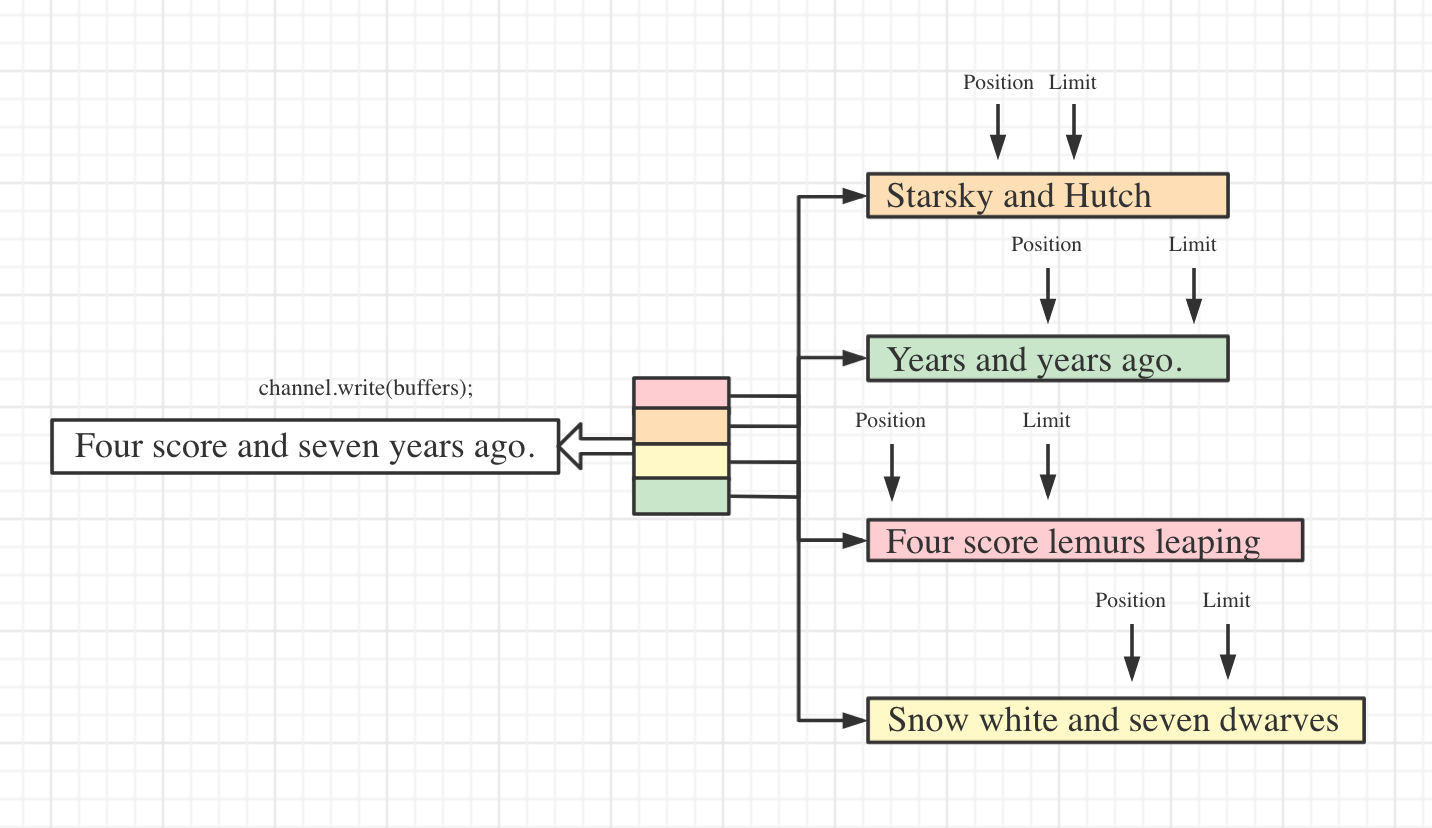 Position Limit
Starsky and Hutch
Position Limit
Years and years ago.
channel.write(buffers);
Four score and seven years ago.
Position Limit
Four score lemurs leaping
Position Limit
Snow white and seven dwarves